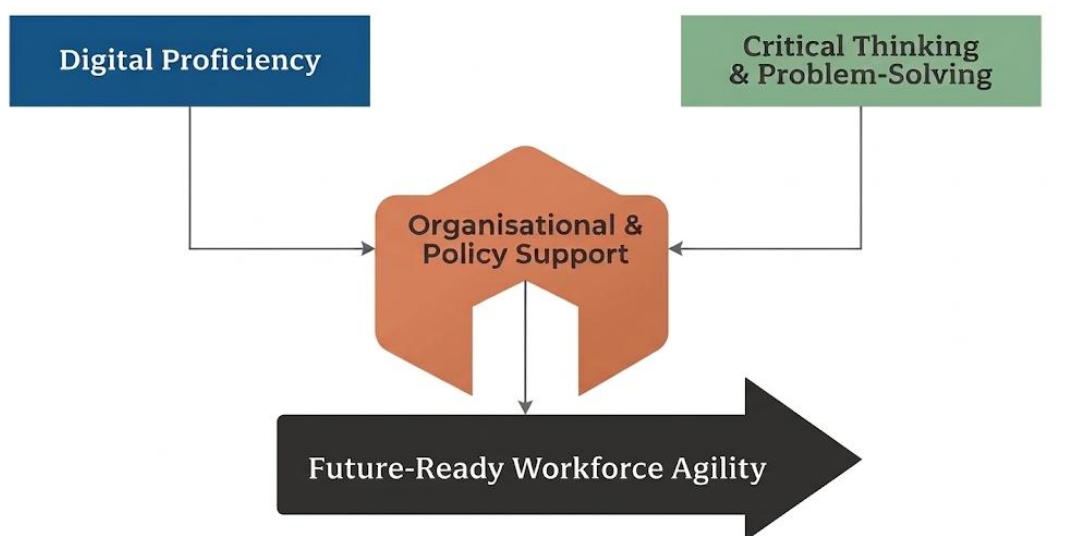 Digital Proficiency
Critical Thinking
& Problem-Solving
Organisational &
Policy Support
Future-Ready Workforce Agility